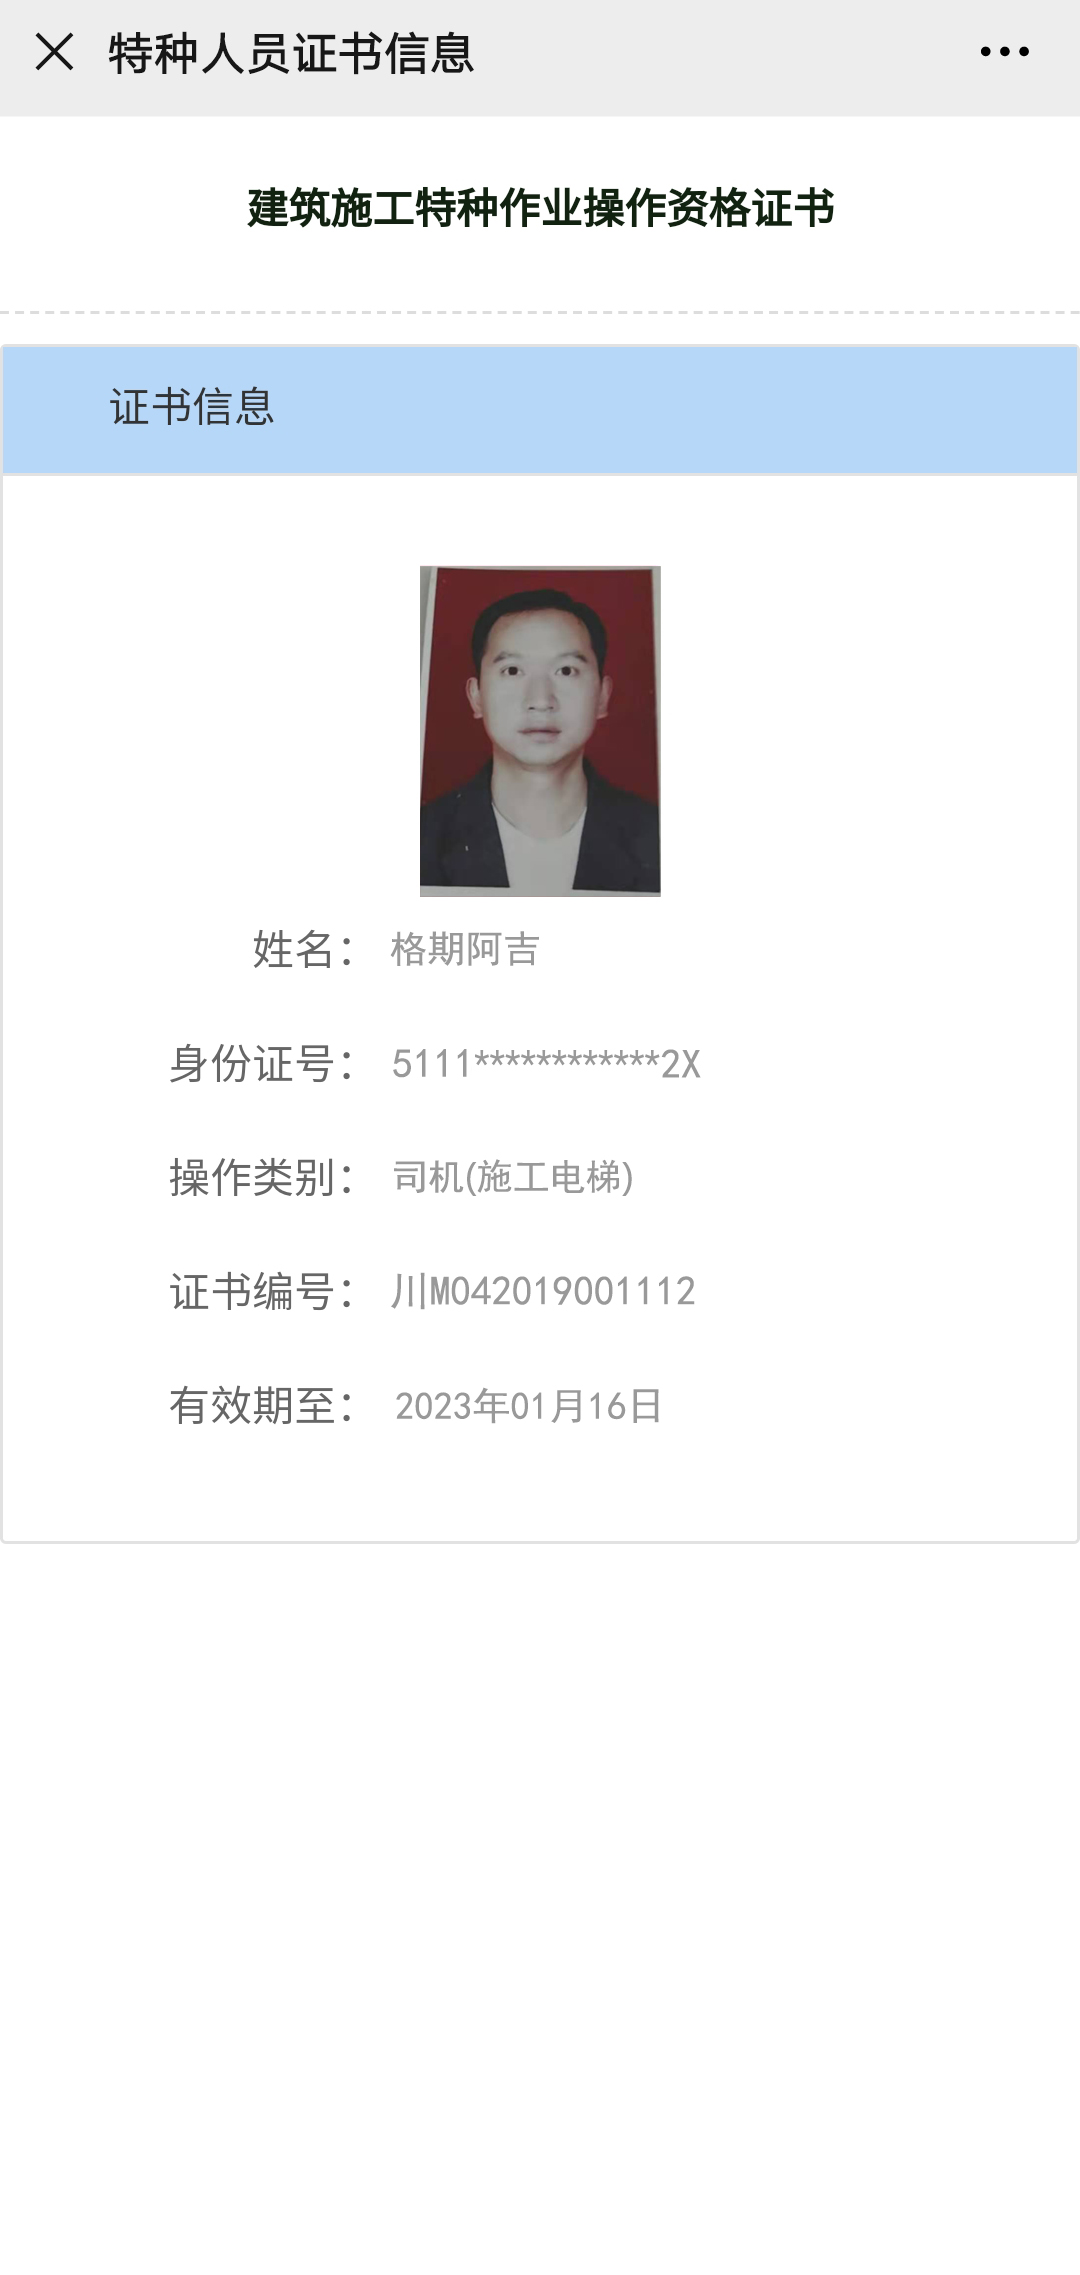 特种人员证书信息
建筑施工特种作业操作资格证书
证书信息
姓名： 格期阿吉
身份证号： 5111************2X
操作类别： 司机(施工电梯)
证书编号： 川M042019001112
有效期至： 2023年01月16日